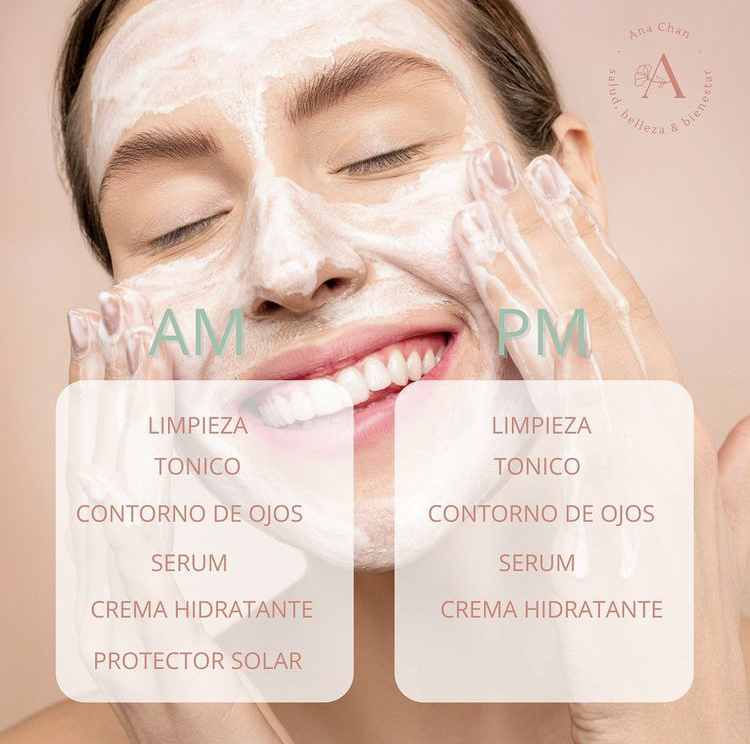 Ana Chan
A
salud, belleza & bienestar
AM
LIMPIEZA
TONICO
CONTORNO DE OJOS
SERUM
CREMA HIDRATANTE
PROTECTOR SOLAR
PM
LIMPIEZA
TONICO
CONTORNO DE OJOS
SERUM
CREMA HIDRATANTE